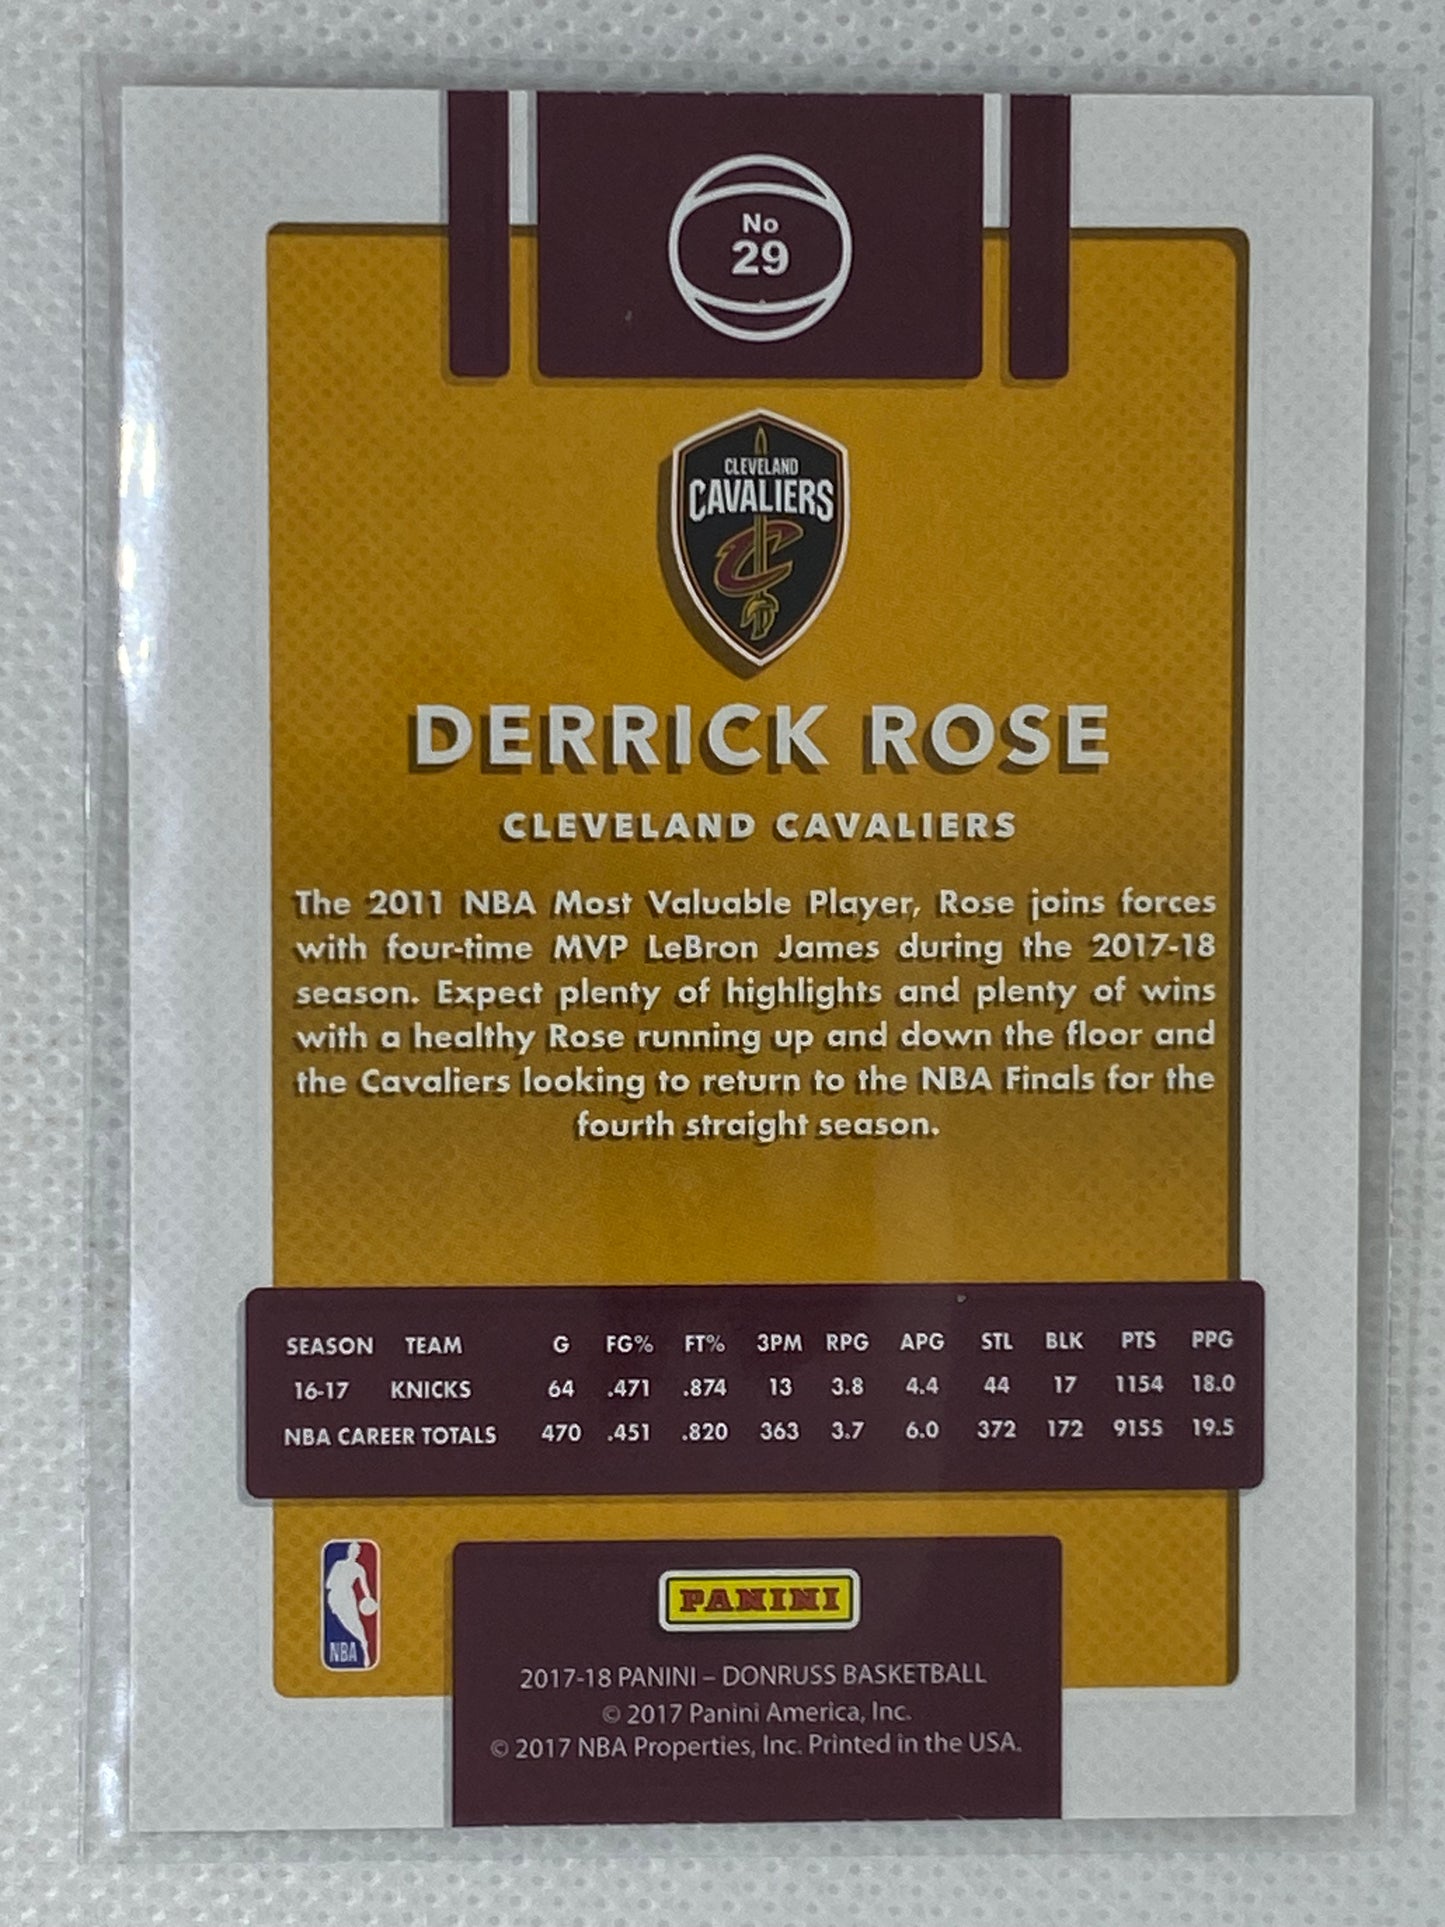 No
29
CLEVELAND
CAVALIERS
DERRICK ROSE
CLEVELAND CAVALIERS
The 2011 NBA Most Valuable Player, Rose joins forces
with four-time MVP LeBron James during the 2017-18
season. Expect plenty of highlights and plenty of wins
with a healthy Rose running up and down the floor and
the Cavaliers looking to return to the NBA Finals for the
fourth straight season.
SEASON TEAM G FG% FT% 3PM RPG APG STL BLK PTS PPG
16-17 KNICKS 64 .471 .874 13 3.8 4.4 44 17 1154 18.0
NBA CAREER TOTALS 470 .451 .820 363 3.7 6.0 372 172 9155 19.5
NBA
PANINI
2017-18 PANINI – DONRUSS BASKETBALL
© 2017 Panini America, Inc.
© 2017 NBA Properties, Inc. Printed in the USA.